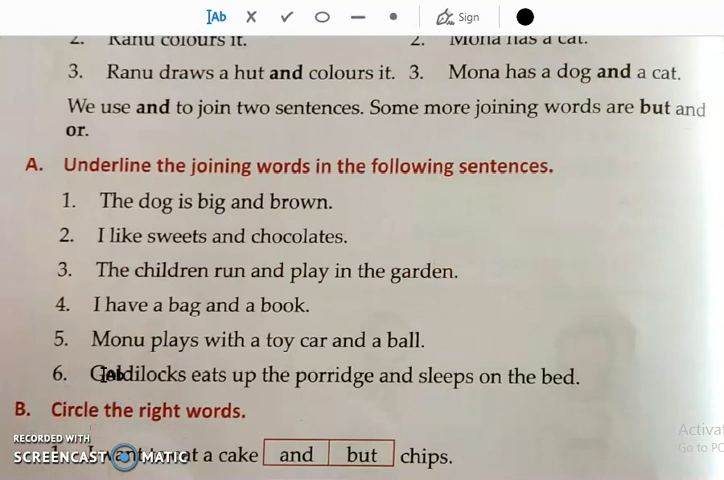 Ab Sign
2. Ranu colours it. 2. Mona has a cat.
3. Ranu draws a hut and colours it. 3. Mona has a dog and a cat.
We use and to join two sentences. Some more joining words are but and
or.
A. Underline the joining words in the following sentences.
1. The dog is big and brown.
2. I like sweets and chocolates.
3. The children run and play in the garden.
4. I have a bag and a book.
5. Monu plays with a toy car and a ball.
6. Goldilocks eats up the porridge and sleeps on the bed.
B. Circle the right words.
RECORDED WITH
SCREENCAST MATIC
1. I want to eat a cake and but chips.
Activa
Go to PC